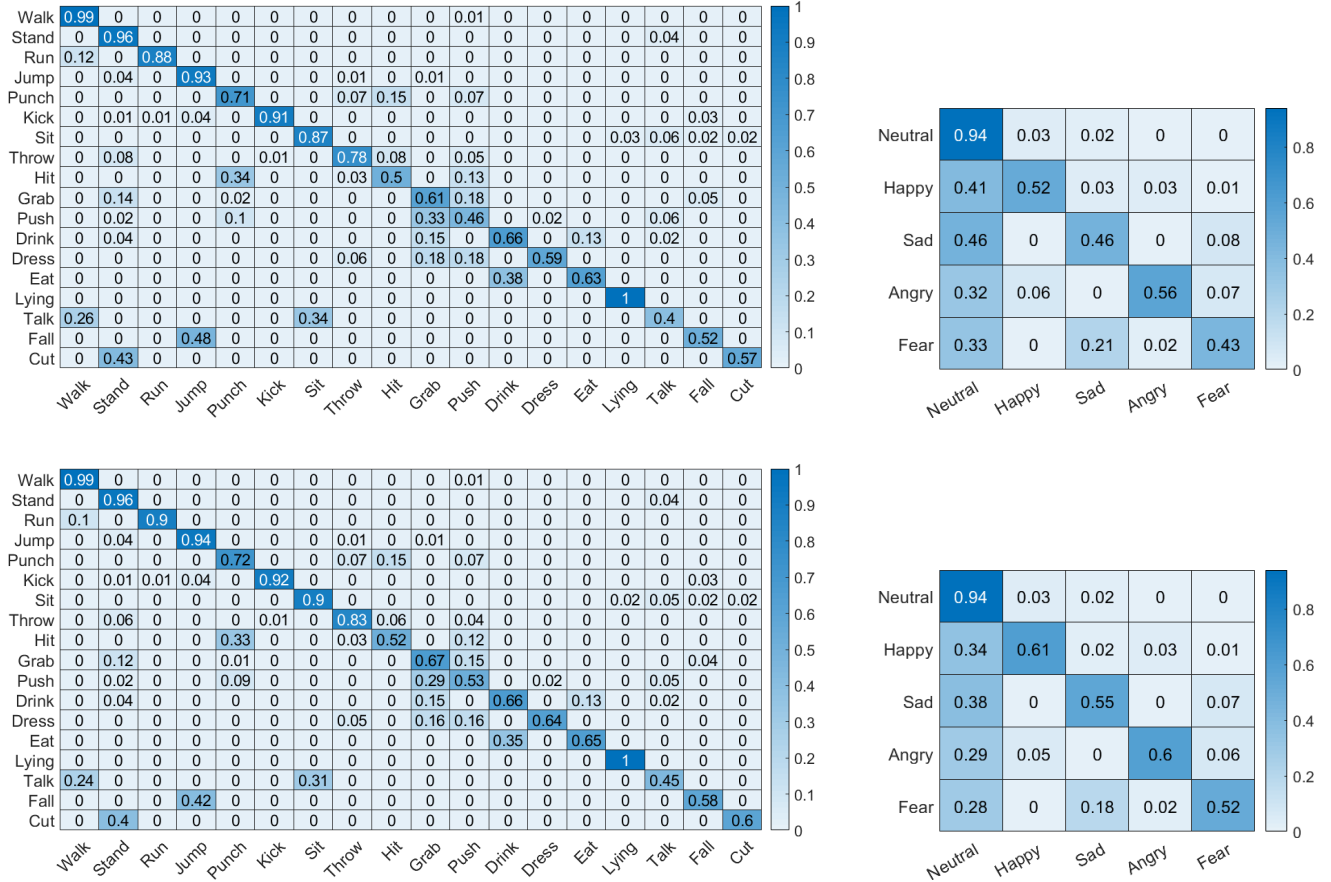 Walk 0.99 0 0 0 0 0 0 0 0 0 0.01 0 0 0 0 0 0 0
Stand 0 0.96 0 0 0 0 0 0 0 0 0 0 0 0 0 0.04 0 0
Run 0.12 0 0.88 0 0 0 0 0 0 0 0 0 0 0 0 0 0 0
Jump 0 0.04 0 0.93 0 0 0 0.01 0 0.01 0 0 0 0 0 0 0 0
Punch 0 0 0 0 0.71 0 0 0.07 0.15 0 0.07 0 0 0 0 0 0 0
Kick 0 0.01 0.01 0.04 0 0.91 0 0 0 0 0 0 0 0 0 0 0.03 0
Sit 0 0 0 0 0 0 0.87 0 0 0 0 0 0 0 0.03 0.06 0.02 0.02
Throw 0 0.08 0 0 0 0.01 0 0.78 0.08 0 0.05 0 0 0 0 0 0 0
Hit 0 0 0 0 0.34 0 0 0.03 0.5 0 0.13 0 0 0 0 0 0 0
Grab 0 0.14 0 0 0.02 0 0 0 0 0.61 0.18 0 0 0 0 0 0.05 0
Push 0 0.02 0 0 0.1 0 0 0 0 0.33 0.46 0 0.02 0 0 0.06 0 0
Drink 0 0.04 0 0 0 0 0 0 0 0.15 0 0.66 0 0.13 0 0.02 0 0
Dress 0 0 0 0 0 0 0 0.06 0 0.18 0.18 0 0.59 0 0 0 0 0
Eat 0 0 0 0 0 0 0 0 0 0 0 0.38 0 0.63 0 0 0 0
Lying 0 0 0 0 0 0 0 0 0 0 0 0 0 0 1 0 0 0
Talk 0.26 0 0 0 0 0 0.34 0 0 0 0 0 0 0 0 0.4 0 0
Fall 0 0 0 0.48 0 0 0 0 0 0 0 0 0 0 0 0 0.52 0
Cut 0 0.43 0 0 0 0 0 0 0 0 0 0 0 0 0 0 0 0.57
Walk Stand Run Jump Punch Kick Sit Throw Hit Grab Push Drink Dress Eat Lying Talk Fall Cut
1
0.9
0.8
0.7
0.6
0.5
0.4
0.3
0.2
0.1
0
Neutral 0.94 0.03 0.02 0 0
Happy 0.41 0.52 0.03 0.03 0.01
Sad 0.46 0 0.46 0 0.08
Angry 0.32 0.06 0 0.56 0.07
Fear 0.33 0 0.21 0.02 0.43
Neutral Happy Sad Angry Fear
0.8
0.6
0.4
0.2
0
Walk 0.99 0 0 0 0 0 0 0 0 0 0.01 0 0 0 0 0 0 0
Stand 0 0.96 0 0 0 0 0 0 0 0 0 0 0 0 0 0.04 0 0
Run 0.1 0 0.9 0 0 0 0 0 0 0 0 0 0 0 0 0 0 0
Jump 0 0.04 0 0.94 0 0 0 0.01 0 0.01 0 0 0 0 0 0 0 0
Punch 0 0 0 0 0.72 0 0 0.07 0.15 0 0.07 0 0 0 0 0 0 0
Kick 0 0.01 0.01 0.04 0 0.92 0 0 0 0 0 0 0 0 0 0 0.03 0
Sit 0 0 0 0 0 0 0.9 0 0 0 0 0 0 0 0.02 0.05 0.02 0.02
Throw 0 0.06 0 0 0 0.01 0 0.83 0.06 0 0.04 0 0 0 0 0 0 0
Hit 0 0 0 0 0.33 0 0 0.03 0.52 0 0.12 0 0 0 0 0 0 0
Grab 0 0.12 0 0 0.01 0 0 0 0 0.67 0.15 0 0 0 0 0 0.04 0
Push 0 0.02 0 0 0.09 0 0 0 0 0.29 0.53 0 0.02 0 0 0.05 0 0
Drink 0 0.04 0 0 0 0 0 0 0 0.15 0 0.66 0 0.13 0 0.02 0 0
Dress 0 0 0 0 0 0 0 0.05 0 0.16 0.16 0 0.64 0 0 0 0 0
Eat 0 0 0 0 0 0 0 0 0 0 0 0.35 0 0.65 0 0 0 0
Lying 0 0 0 0 0 0 0 0 0 0 0 0 0 0 1 0 0 0
Talk 0.24 0 0 0 0 0 0.31 0 0 0 0 0 0 0 0 0.45 0 0
Fall 0 0 0 0.42 0 0 0 0 0 0 0 0 0 0 0 0 0.58 0
Cut 0 0.4 0 0 0 0 0 0 0 0 0 0 0 0 0 0 0 0.6
Walk Stand Run Jump Punch Kick Sit Throw Hit Grab Push Drink Dress Eat Lying Talk Fall Cut
1
0.9
0.8
0.7
0.6
0.5
0.4
0.3
0.2
0.1
0
Neutral 0.94 0.03 0.02 0 0
Happy 0.34 0.61 0.02 0.03 0.01
Sad 0.38 0 0.55 0 0.07
Angry 0.29 0.05 0 0.6 0.06
Fear 0.28 0 0.18 0.02 0.52
Neutral Happy Sad Angry Fear
0.8
0.6
0.4
0.2
0